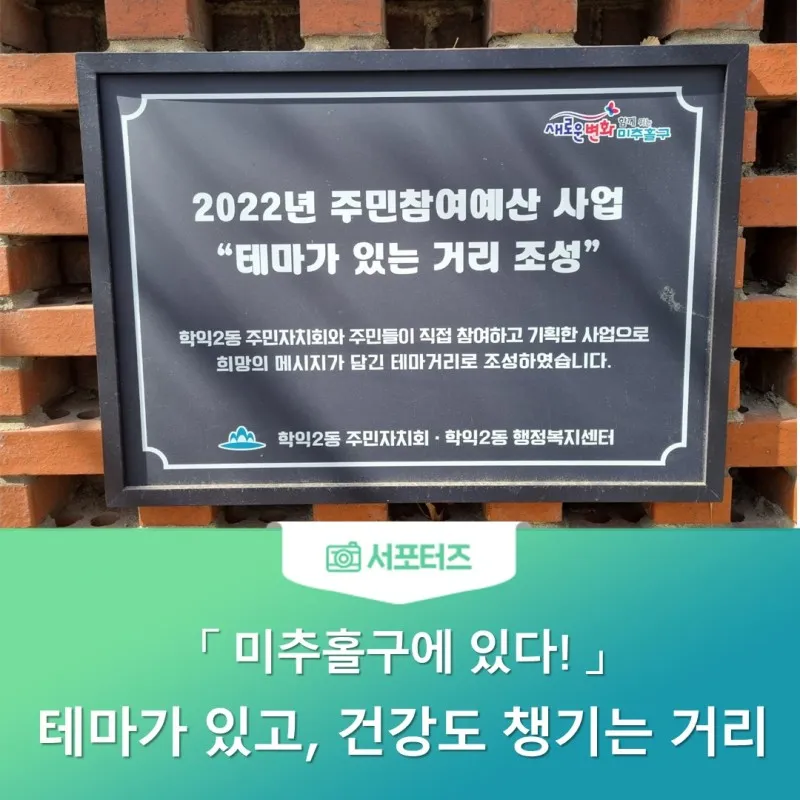 새로운변화 함께 뛰는 미추홀구
2022년 주민참여예산 사업
“테마가 있는 거리 조성”
학익2동 주민자치회와 주민들이 직접 참여하고 기획한 사업으로
희망의 메시지가 담긴 테마거리로 조성하였습니다.
학익2동 주민자치회 · 학익2동 행정복지센터
서포터즈
「 미추홀구에 있다! 」
테마가 있고, 건강도 챙기는 거리